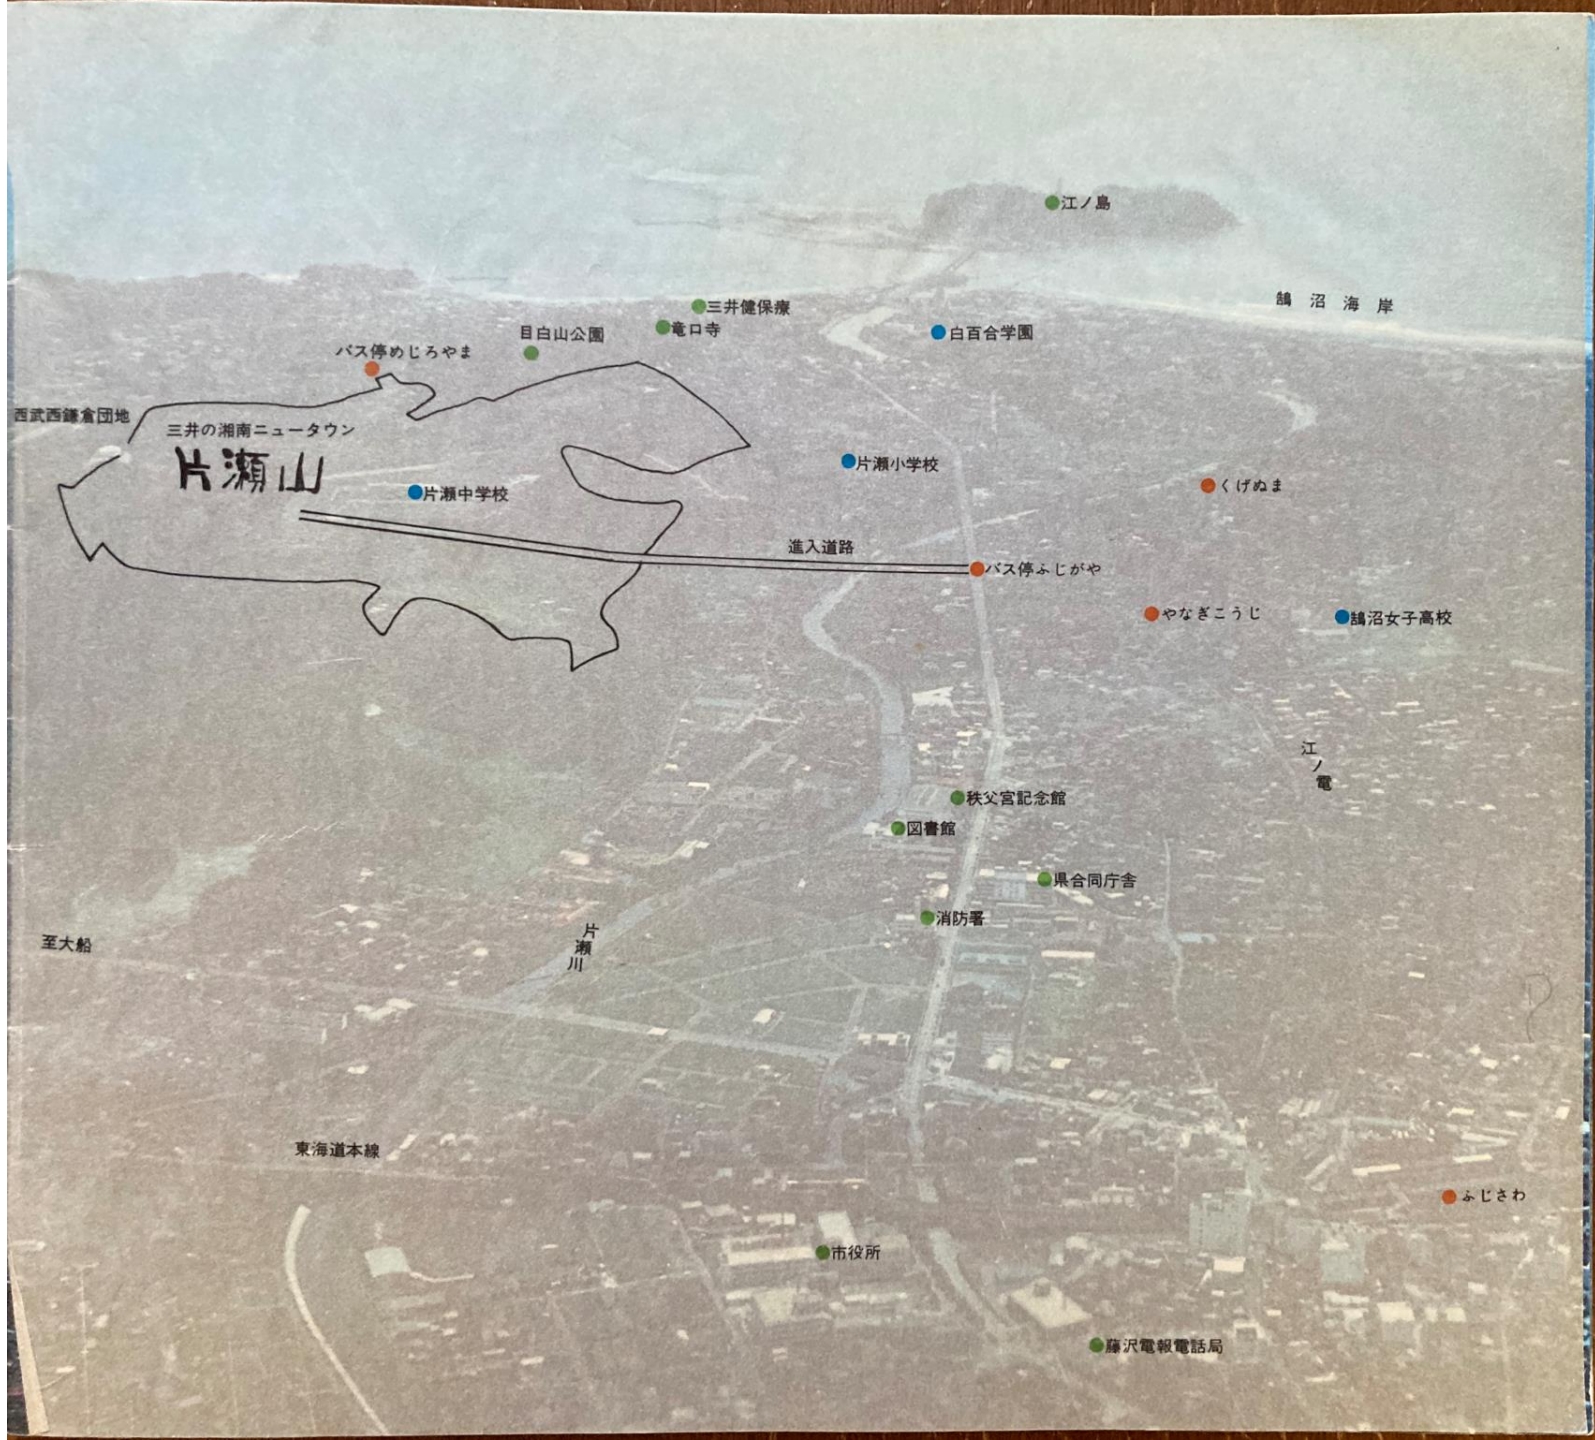 江ノ島
鵠沼海岸
三井健保療
竜口寺
目白山公園
白百合学園
バス停めじろやま
西武西鎌倉団地
三井の湘南ニュータウン
片瀬山
片瀬中学校
片瀬小学校
くげぬま
進入道路
バス停ふじがや
やなぎこうじ
鵠沼女子高校
江ノ電
秩父宮記念館
図書館
県合同庁舎
消防署
片瀬川
至大船
東海道本線
ふじさわ
市役所
藤沢電報電話局